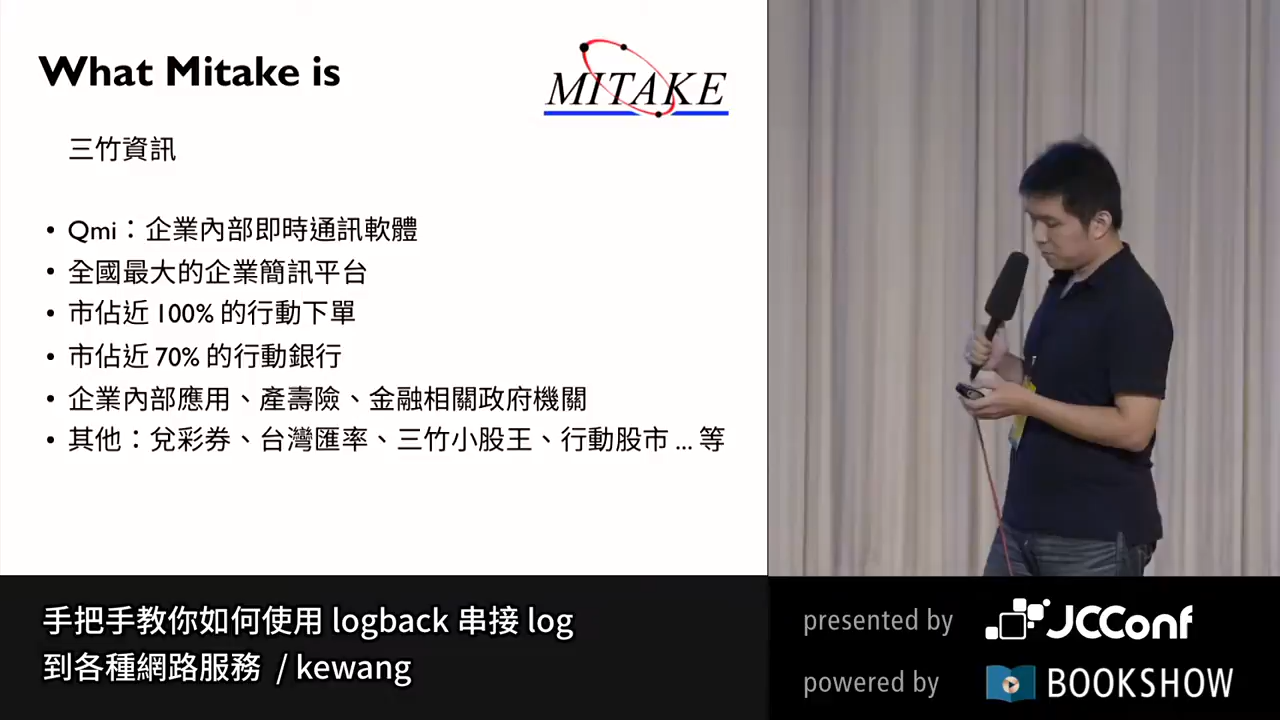 What Mitake is
MITAKE
三竹資訊
• Qmi：企業內部即時通訊軟體
• 全國最大的企業簡訊平台
• 市佔近 100% 的行動下單
• 市佔近 70% 的行動銀行
• 企業內部應用、產壽險、金融相關政府機關
• 其他：兌彩券、台灣匯率、三竹小股王、行動股市 ... 等
手把手教你如何使用 logback 串接 log
到各種網路服務 / kewang
presented by JCConf
powered by BOOKSHOW